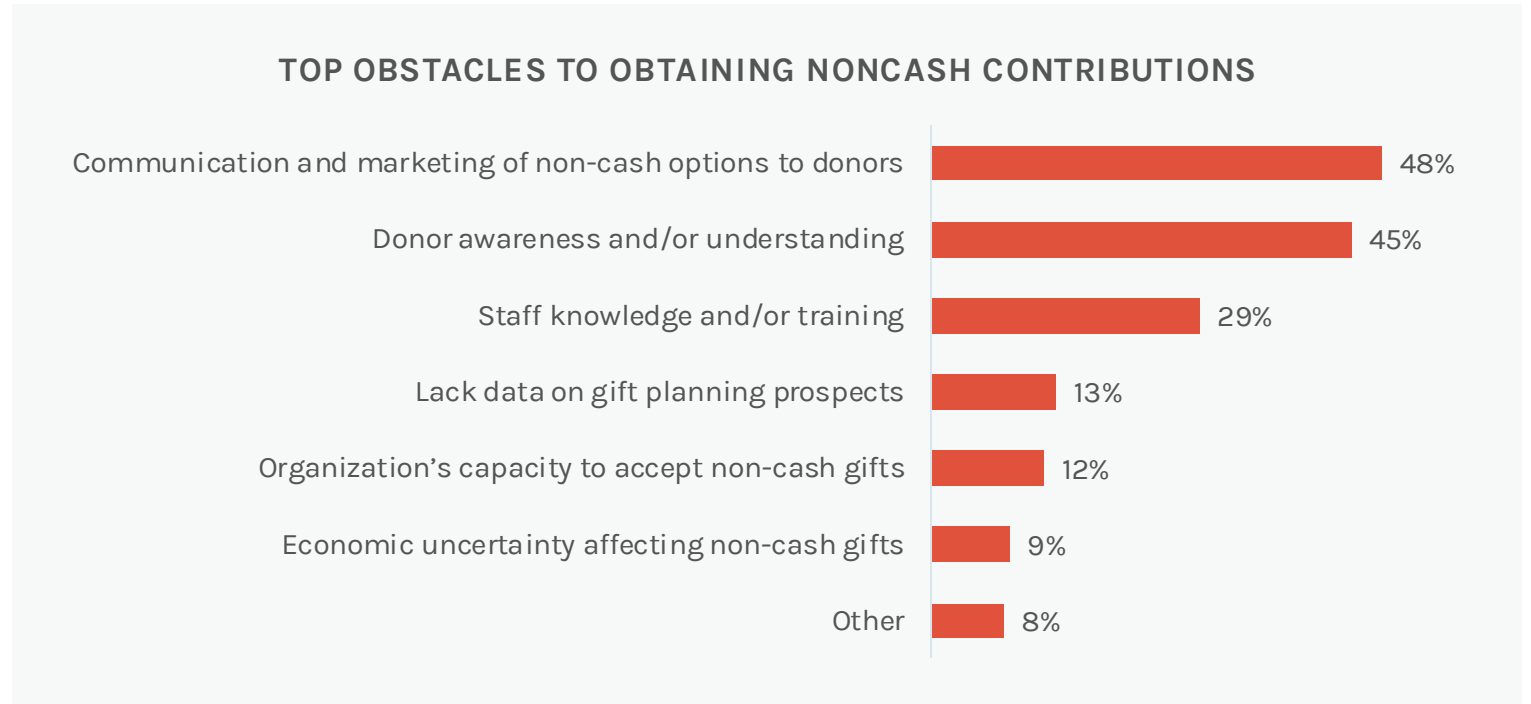 TOP OBSTACLES TO OBTAINING NONCASH CONTRIBUTIONS
Communication and marketing of non-cash options to donors 48%
Donor awareness and/or understanding 45%
Staff knowledge and/or training 29%
Lack data on gift planning prospects 13%
Organization’s capacity to accept non-cash gifts 12%
Economic uncertainty affecting non-cash gifts 9%
Other 8%